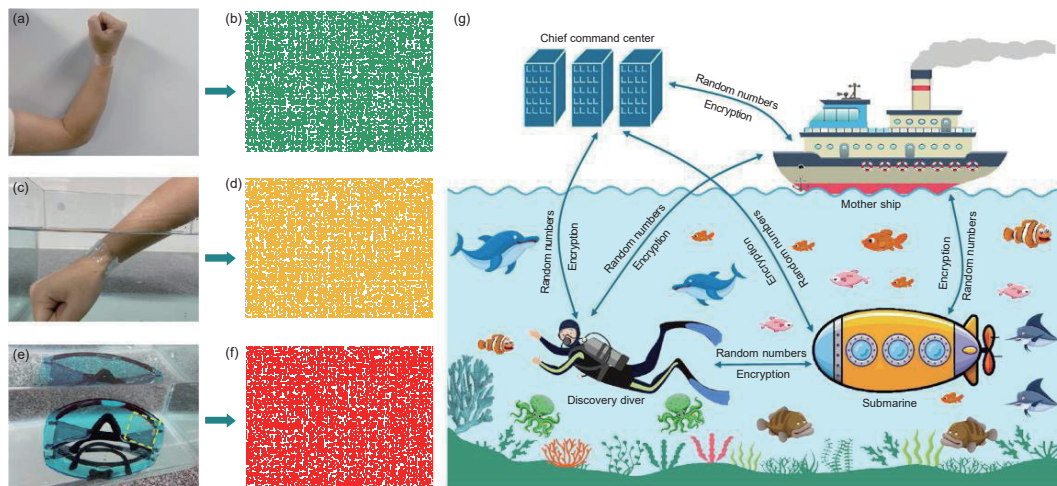 (a)
(b)
(c)
(d)
(e)
(f)
(g)
Chief command center
Random numbers
Encryption
Mother ship
Random numbers
Encryption
Random numbers
Encryption
Random numbers
Encryption
Encryption
Random numbers
Random numbers
Encryption
Discovery diver
Submarine